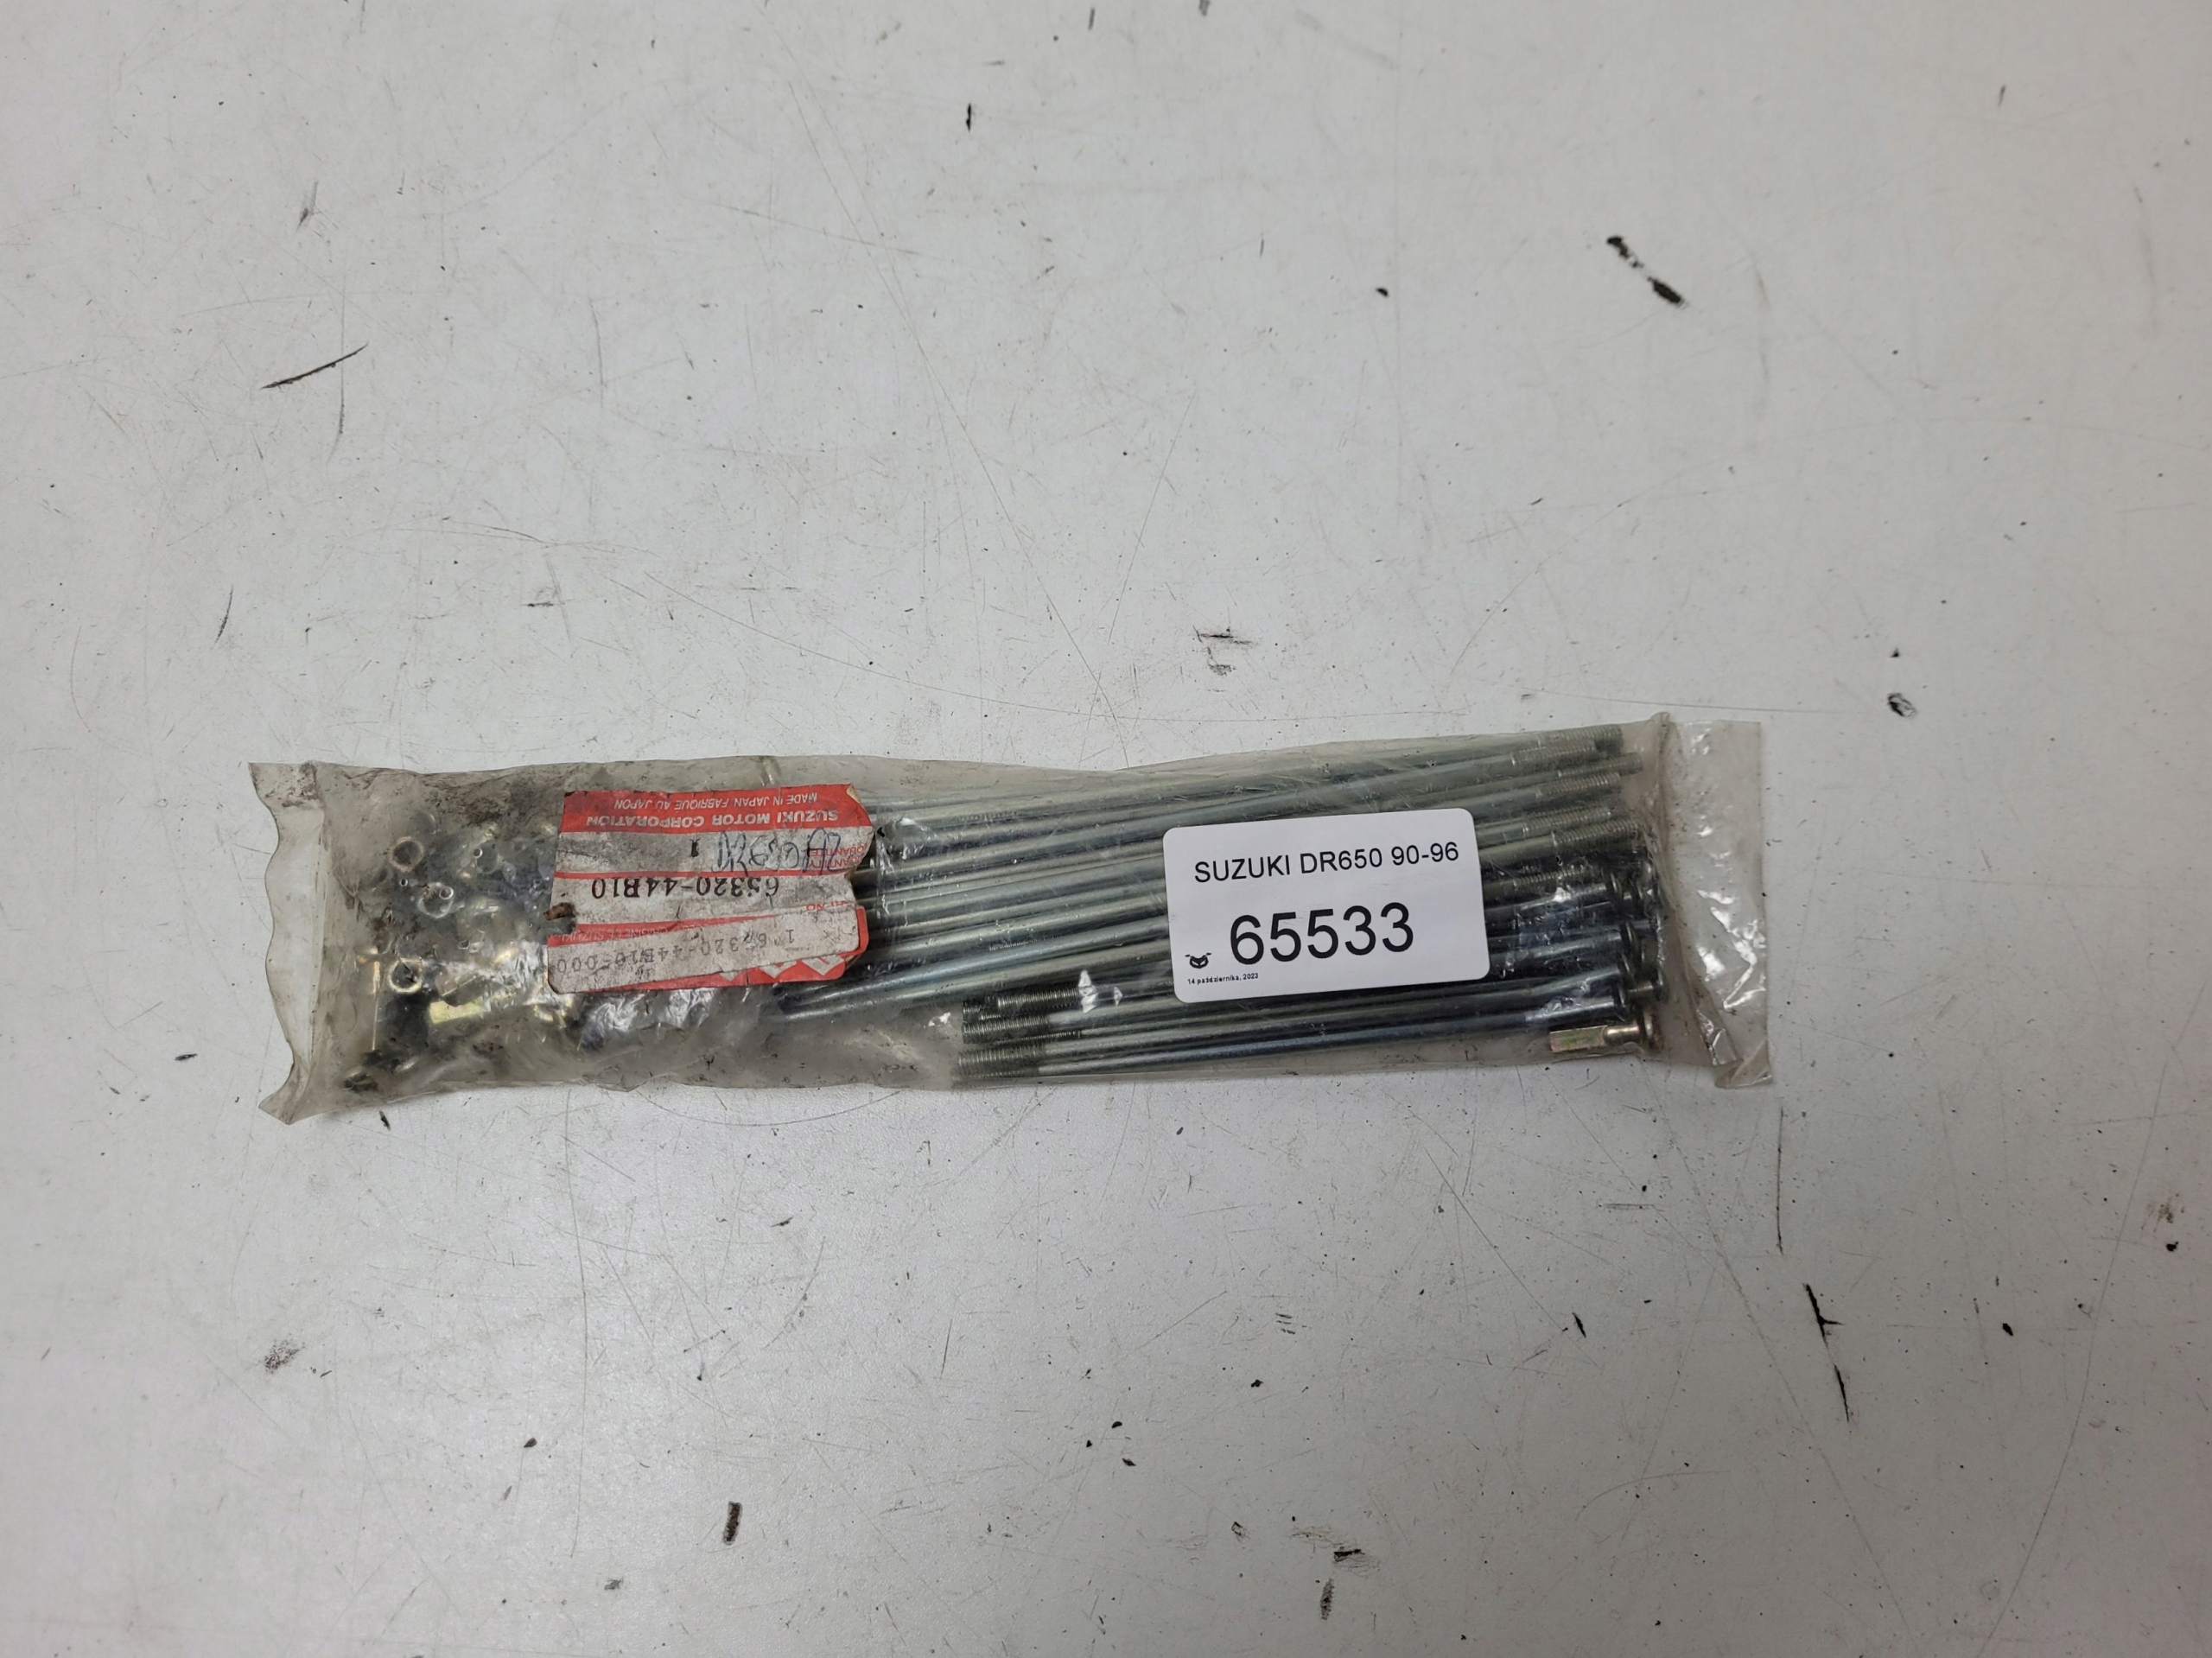 SUZUKI MOTOR CORPORATION
MADE IN JAPAN FABRIQUE AU JAPON
1
65320-44B10
SUZUKI DR650 90-96
65533
14 października, 2023